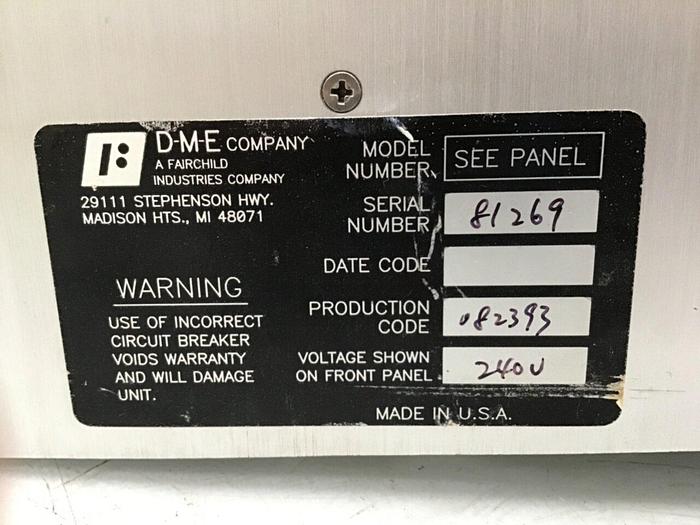 D-M-E COMPANY
A FAIRCHILD
INDUSTRIES COMPANY
29111 STEPHENSON HWY.
MADISON HTS., MI 48071
WARNING
USE OF INCORRECT
CIRCUIT BREAKER
VOIDS WARRANTY
AND WILL DAMAGE
UNIT.
MODEL
NUMBER
SEE PANEL
SERIAL
NUMBER
81269
DATE CODE
PRODUCTION
CODE
082393
VOLTAGE SHOWN
ON FRONT PANEL
240V
MADE IN U.S.A.